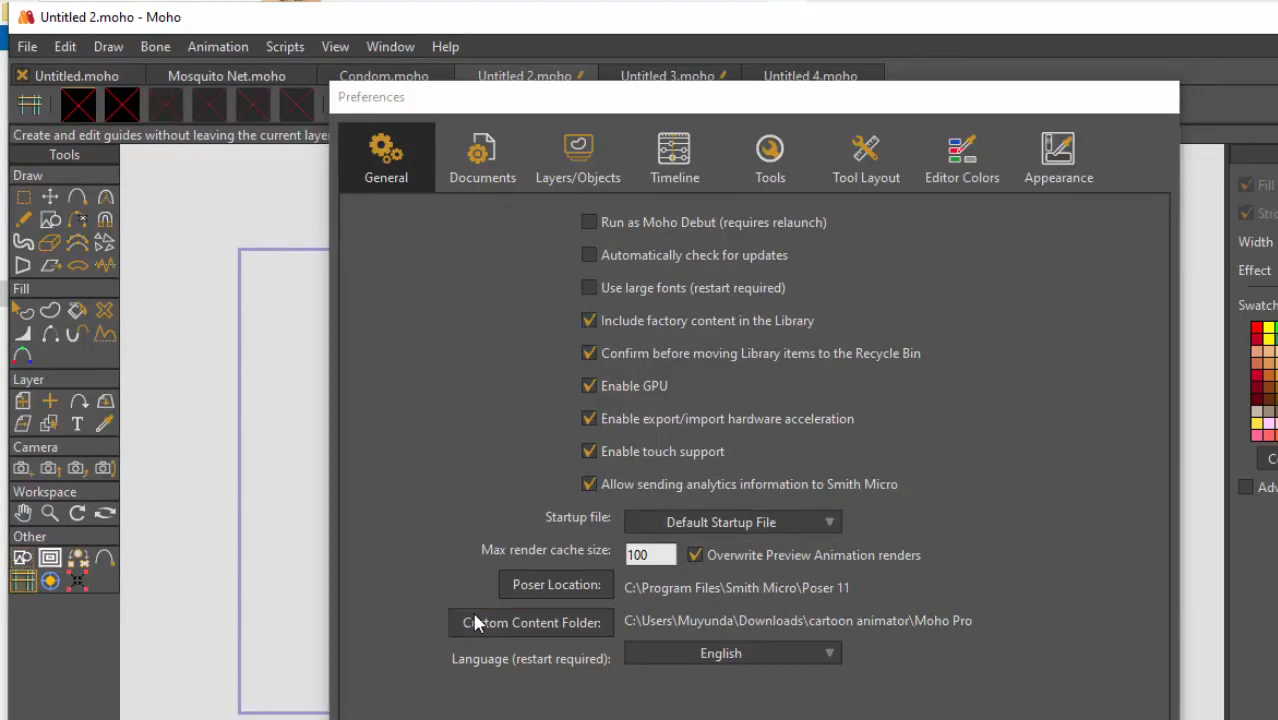 Untitled 2.moho - Moho
File Edit Draw Bone Animation Scripts View Window Help
Untitled.moho Mosquito Net.moho Condom.moho Untitled 2.moho Untitled 3.moho Untitled 4.moho
Create and edit guides without leaving the current laye
Tools
Draw
Fill
Layer
Camera
Workspace
Other
Preferences
General Documents Layers/Objects Timeline Tools Tool Layout Editor Colors Appearance
Run as Moho Debut (requires relaunch)
Automatically check for updates
Use large fonts (restart required)
Include factory content in the Library
Confirm before moving Library items to the Recycle Bin
Enable GPU
Enable export/import hardware acceleration
Enable touch support
Allow sending analytics information to Smith Micro
Startup file: Default Startup File
Max render cache size: 100 Overwrite Preview Animation renders
Poser Location: C:\Program Files\Smith Micro\Poser 11
Custom Content Folder: C:\Users\Muyunda\Downloads\cartoon animator\Moho Pro
Language (restart required): English
Fill
Stro
Width
Effect
Swatch
Co
Adv